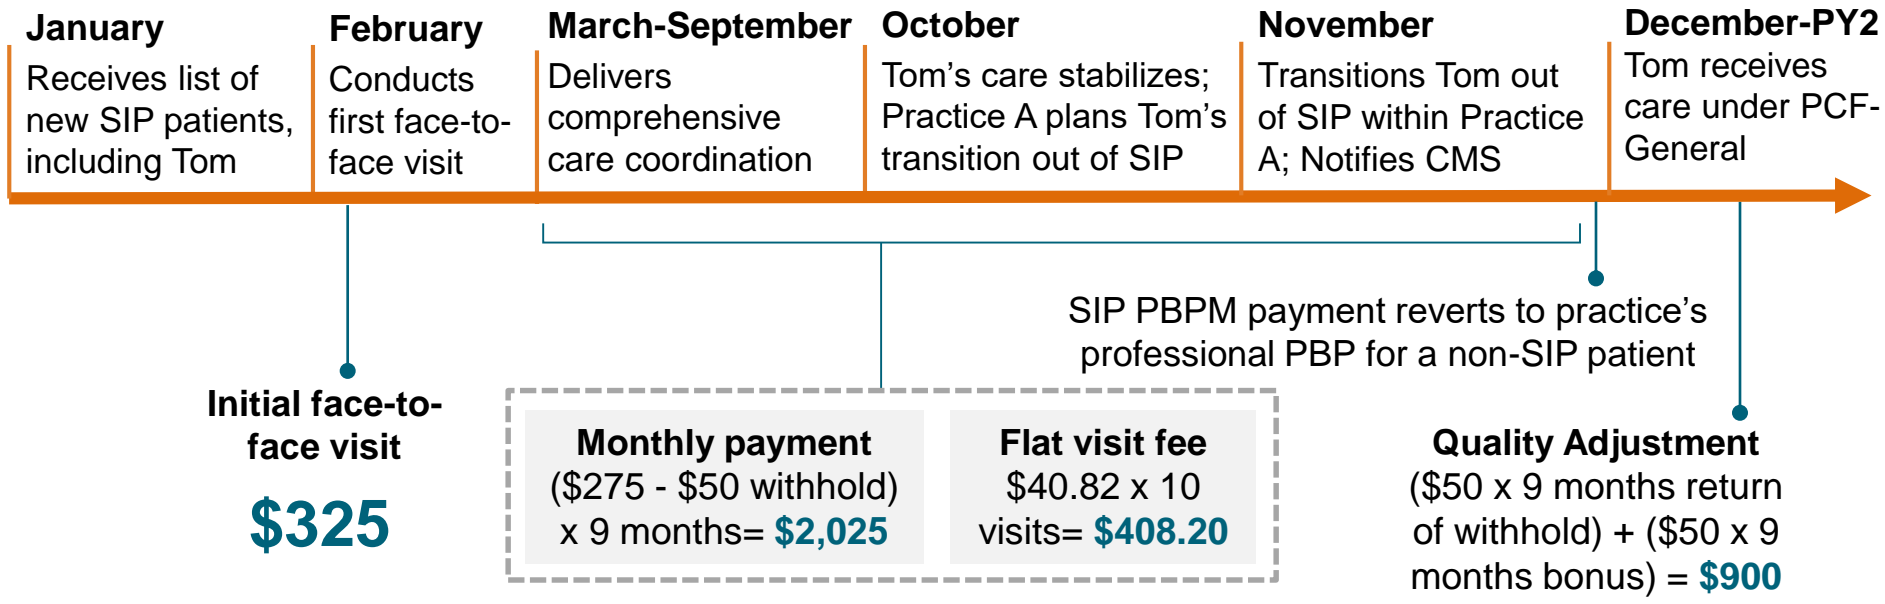 January
Receives list of
new SIP patients,
including Tom
February
Conducts
first face-to-
face visit
March-September
Delivers
comprehensive
care coordination
October
Tom’s care stabilizes;
Practice A plans Tom’s
transition out of SIP
November
Transitions Tom out
of SIP within Practice
A; Notifies CMS
December-PY2
Tom receives
care under PCF-
General
Initial face-to-
face visit
$325
Monthly payment
($275 - $50 withhold)
x 9 months= $2,025
Flat visit fee
$40.82 x 10
visits= $408.20
SIP PBPM payment reverts to practice’s
professional PBP for a non-SIP patient
Quality Adjustment
($50 x 9 months return
of withhold) + ($50 x 9
months bonus) = $900